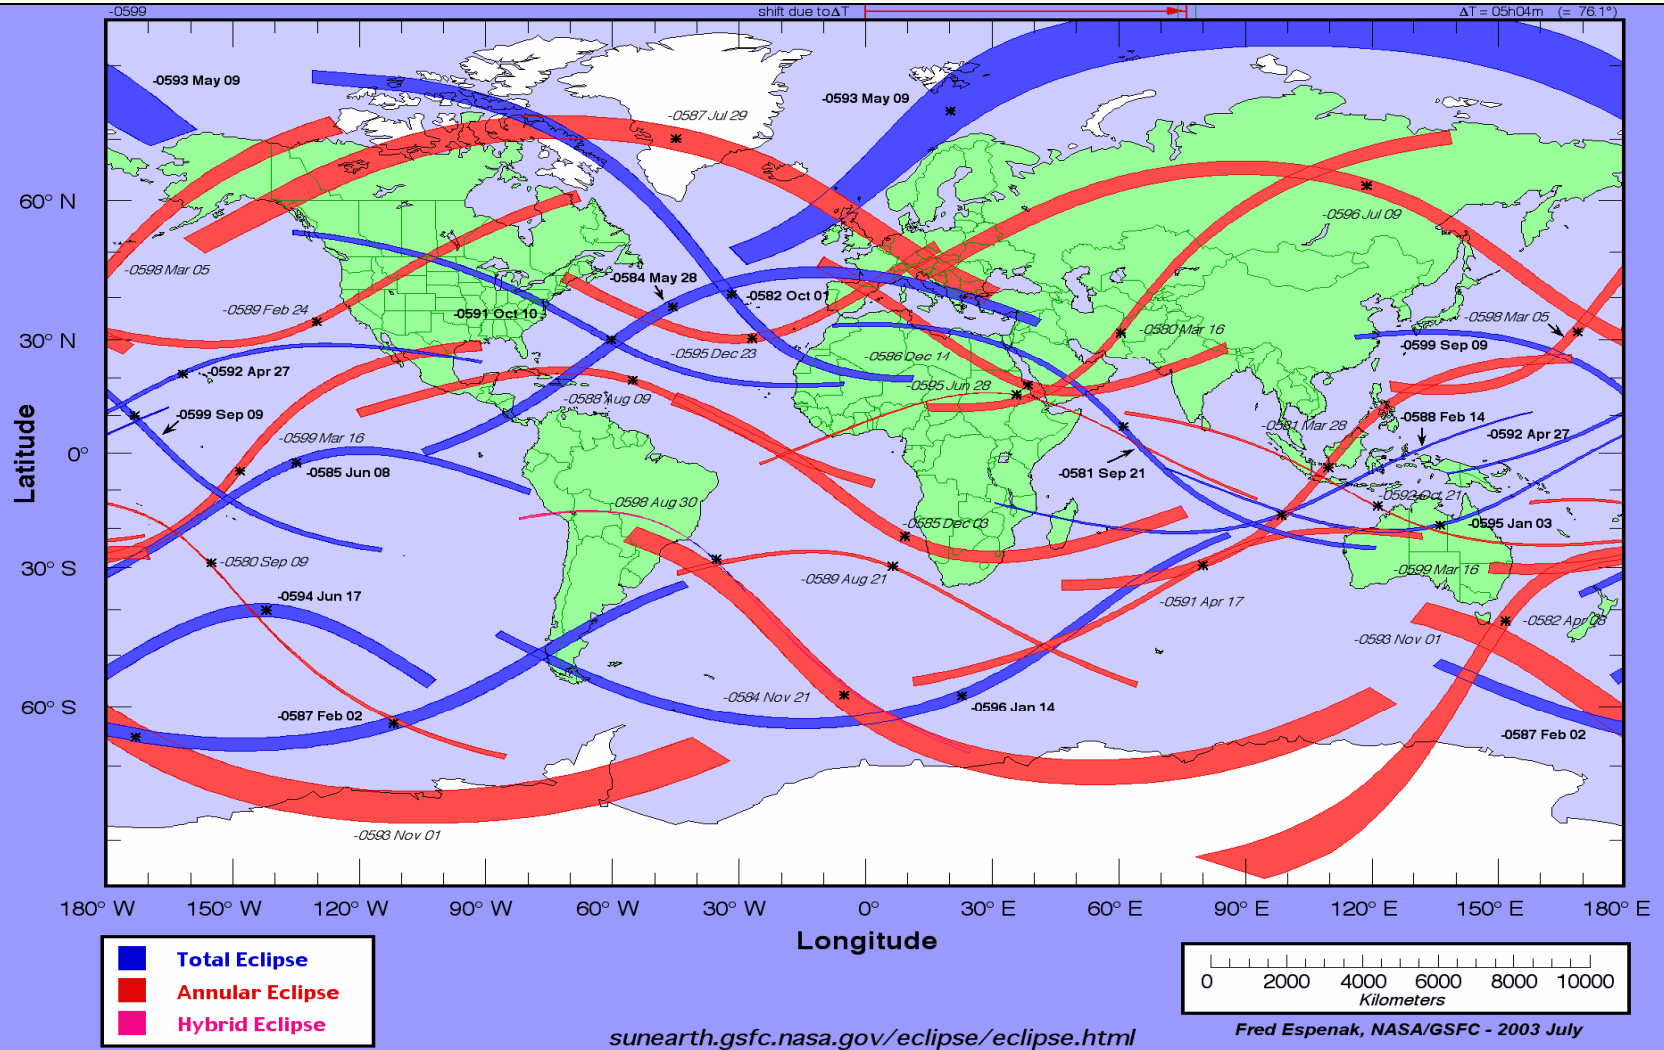 -0599 shift due to ΔT ΔT = 05h04m (= 76.1°)
-0593 May 09
-0593 May 09
-0587 Jul 29
60° N
-0596 Jul 09
-0598 Mar 05
-0584 May 28
-0582 Oct 01
-0589 Feb 24
-0591 Oct 10
-0598 Mar 05
30° N
-0580 Mar 16
-0599 Sep 09
-0595 Dec 23
-0586 Dec 14
-0592 Apr 27
-0595 Jun 28
-0588 Aug 09
-0599 Sep 09
-0588 Feb 14
-0581 Mar 28
-0592 Apr 27
-0599 Mar 16
0°
-0585 Jun 08
-0581 Sep 21
Latitude
-0598 Aug 30
-0592 Oct 21
-0585 Dec 03
-0595 Jan 03
-0580 Sep 09
30° S
-0589 Aug 21
-0599 Mar 16
-0594 Jun 17
-0591 Apr 17
-0582 Apr 03
-0593 Nov 01
-0584 Nov 21
-0596 Jan 14
60° S
-0587 Feb 02
-0587 Feb 02
-0593 Nov 01
180° W 150° W 120° W 90° W 60° W 30° W 0° 30° E 60° E 90° E 120° E 150° E 180° E
Longitude
Total Eclipse
Annular Eclipse
Hybrid Eclipse
0 2000 4000 6000 8000 10000
Kilometers
sunearth.gsfc.nasa.gov/eclipse/eclipse.html
Fred Espenak, NASA/GSFC - 2003 July